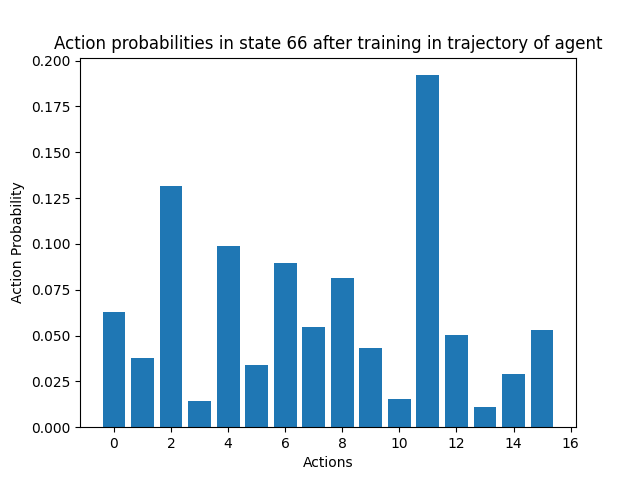 Action probabilities in state 66 after training in trajectory of agent
0.200
0.175
0.150
0.125
0.100
0.075
0.050
0.025
0.000
Action Probability
0 2 4 6 8 10 12 14 16
Actions